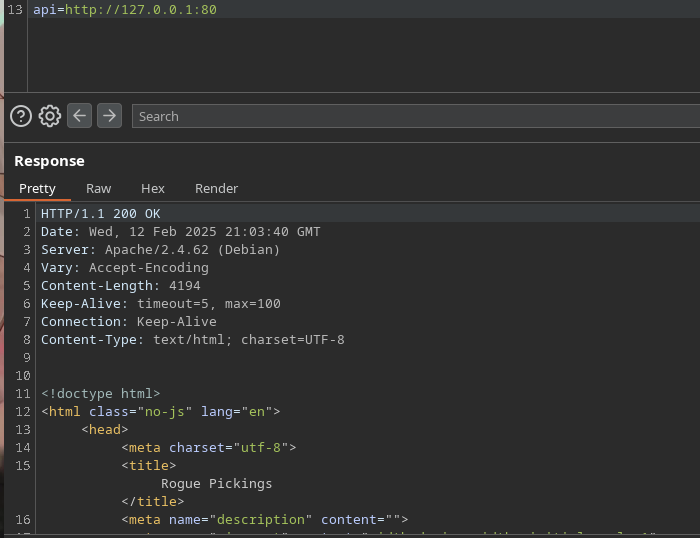 13 api=http://127.0.0.1:80
Search
Response
Pretty Raw Hex Render
1 HTTP/1.1 200 OK
2 Date: Wed, 12 Feb 2025 21:03:40 GMT
3 Server: Apache/2.4.62 (Debian)
4 Vary: Accept-Encoding
5 Content-Length: 4194
6 Keep-Alive: timeout=5, max=100
7 Connection: Keep-Alive
8 Content-Type: text/html; charset=UTF-8
9
10
11 <!doctype html>
12 <html class="no-js" lang="en">
13 <head>
14 <meta charset="utf-8">
15 <title>
Rogue Pickings
</title>
16 <meta name="description" content="">